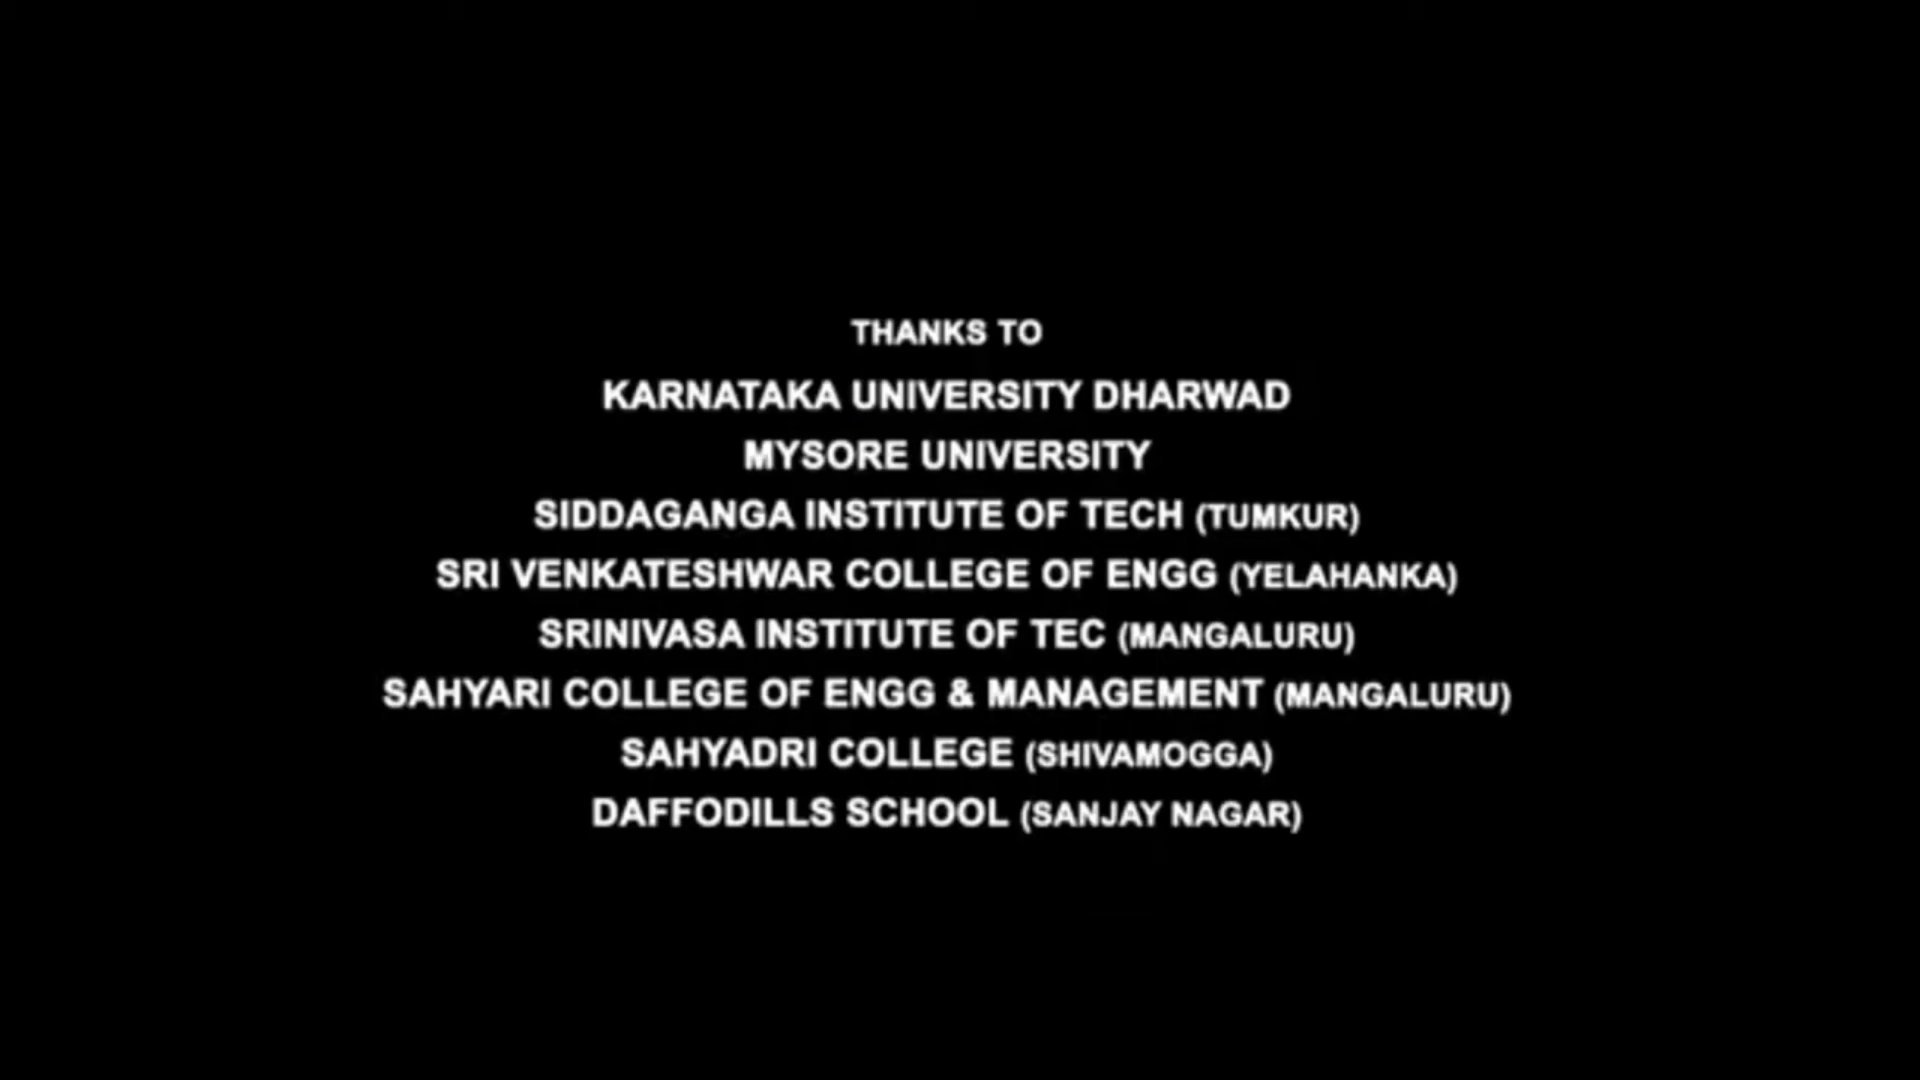 THANKS TO
KARNATAKA UNIVERSITY DHARWAD
MYSORE UNIVERSITY
SIDDAGANGA INSTITUTE OF TECH (TUMKUR)
SRI VENKATESHWAR COLLEGE OF ENGG (YELAHANKA)
SRINIVASA INSTITUTE OF TEC (MANGALURU)
SAHYARI COLLEGE OF ENGG & MANAGEMENT (MANGALURU)
SAHYADRI COLLEGE (SHIVAMOGGA)
DAFFODILLS SCHOOL (SANJAY NAGAR)